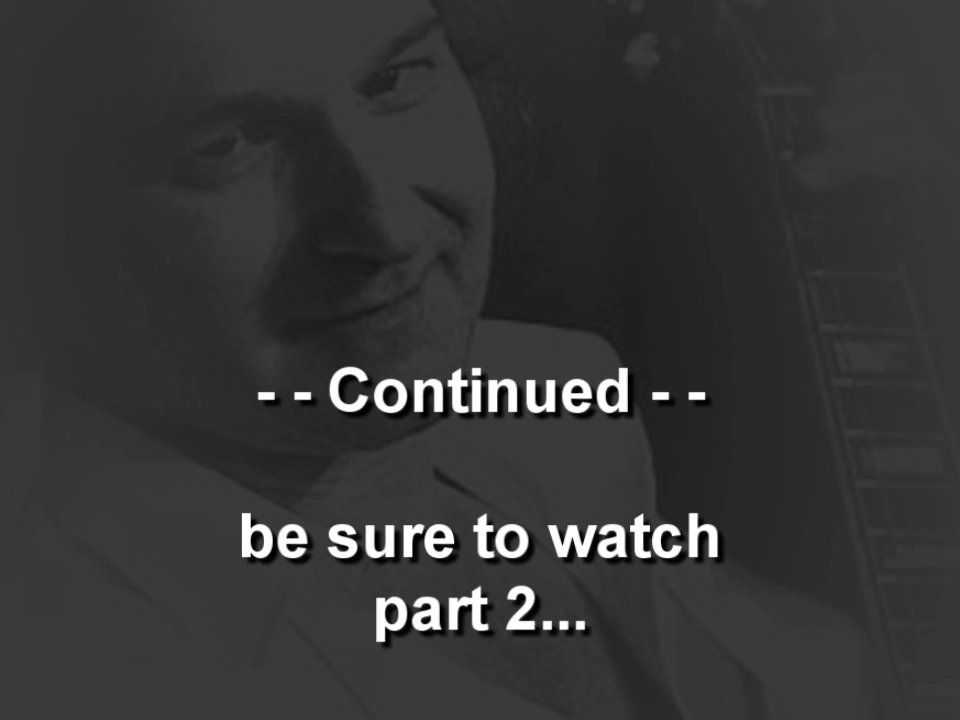 - - Continued - -
be sure to watch
part 2...